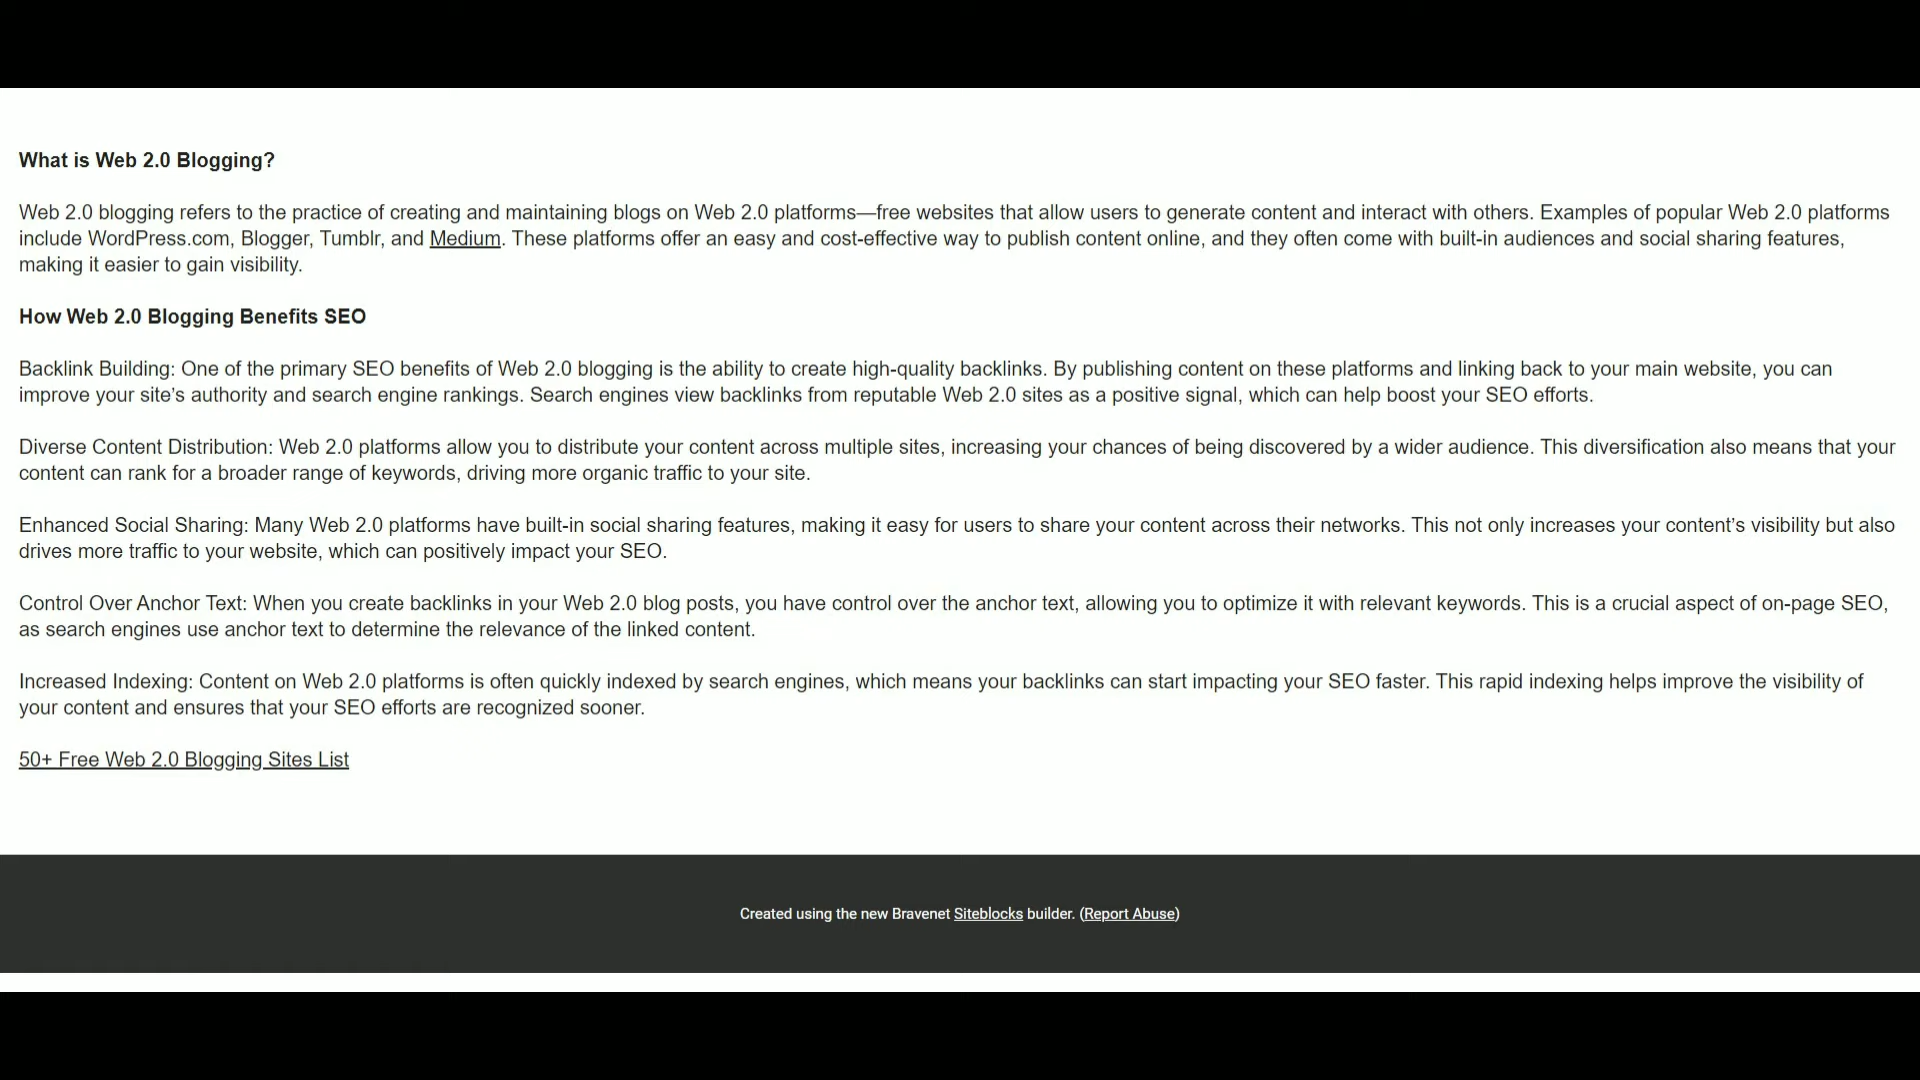 What is Web 2.0 Blogging?
Web 2.0 blogging refers to the practice of creating and maintaining blogs on Web 2.0 platforms—free websites that allow users to generate content and interact with others. Examples of popular Web 2.0 platforms
include WordPress.com, Blogger, Tumblr, and Medium. These platforms offer an easy and cost-effective way to publish content online, and they often come with built-in audiences and social sharing features,
making it easier to gain visibility.
How Web 2.0 Blogging Benefits SEO
Backlink Building: One of the primary SEO benefits of Web 2.0 blogging is the ability to create high-quality backlinks. By publishing content on these platforms and linking back to your main website, you can
improve your site’s authority and search engine rankings. Search engines view backlinks from reputable Web 2.0 sites as a positive signal, which can help boost your SEO efforts.
Diverse Content Distribution: Web 2.0 platforms allow you to distribute your content across multiple sites, increasing your chances of being discovered by a wider audience. This diversification also means that your
content can rank for a broader range of keywords, driving more organic traffic to your site.
Enhanced Social Sharing: Many Web 2.0 platforms have built-in social sharing features, making it easy for users to share your content across their networks. This not only increases your content’s visibility but also
drives more traffic to your website, which can positively impact your SEO.
Control Over Anchor Text: When you create backlinks in your Web 2.0 blog posts, you have control over the anchor text, allowing you to optimize it with relevant keywords. This is a crucial aspect of on-page SEO,
as search engines use anchor text to determine the relevance of the linked content.
Increased Indexing: Content on Web 2.0 platforms is often quickly indexed by search engines, which means your backlinks can start impacting your SEO faster. This rapid indexing helps improve the visibility of
your content and ensures that your SEO efforts are recognized sooner.
50+ Free Web 2.0 Blogging Sites List
Created using the new Bravenet Siteblocks builder. (Report Abuse)